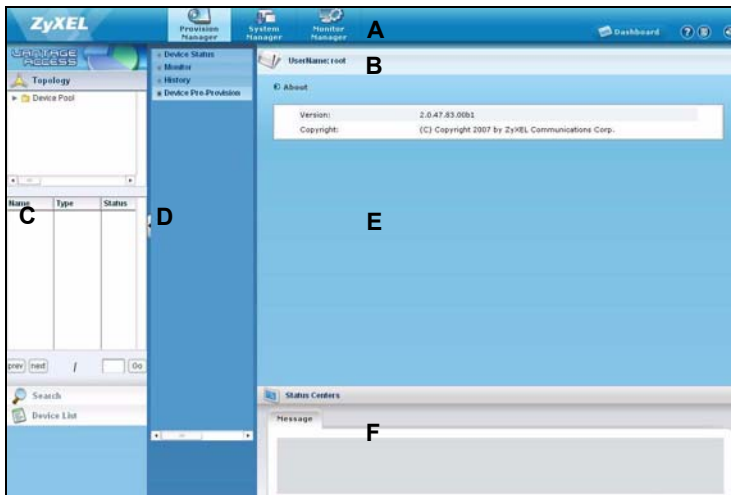 ZyXEL
Provision Manager
System Manager
Monitor Manager
A
Dashboard
VANTAGE ACCESS
Topology
Device Pool
Device Status
Monitor
History
Device Pre-Provision
UserName: root
B
About
Version: 2.0.47.83.00b1
Copyright: (C) Copyright 2007 by ZyXEL Communications Corp.
Name Type Status
C
D
E
prev next / Go
Search
Device List
Status Centers
Message
F